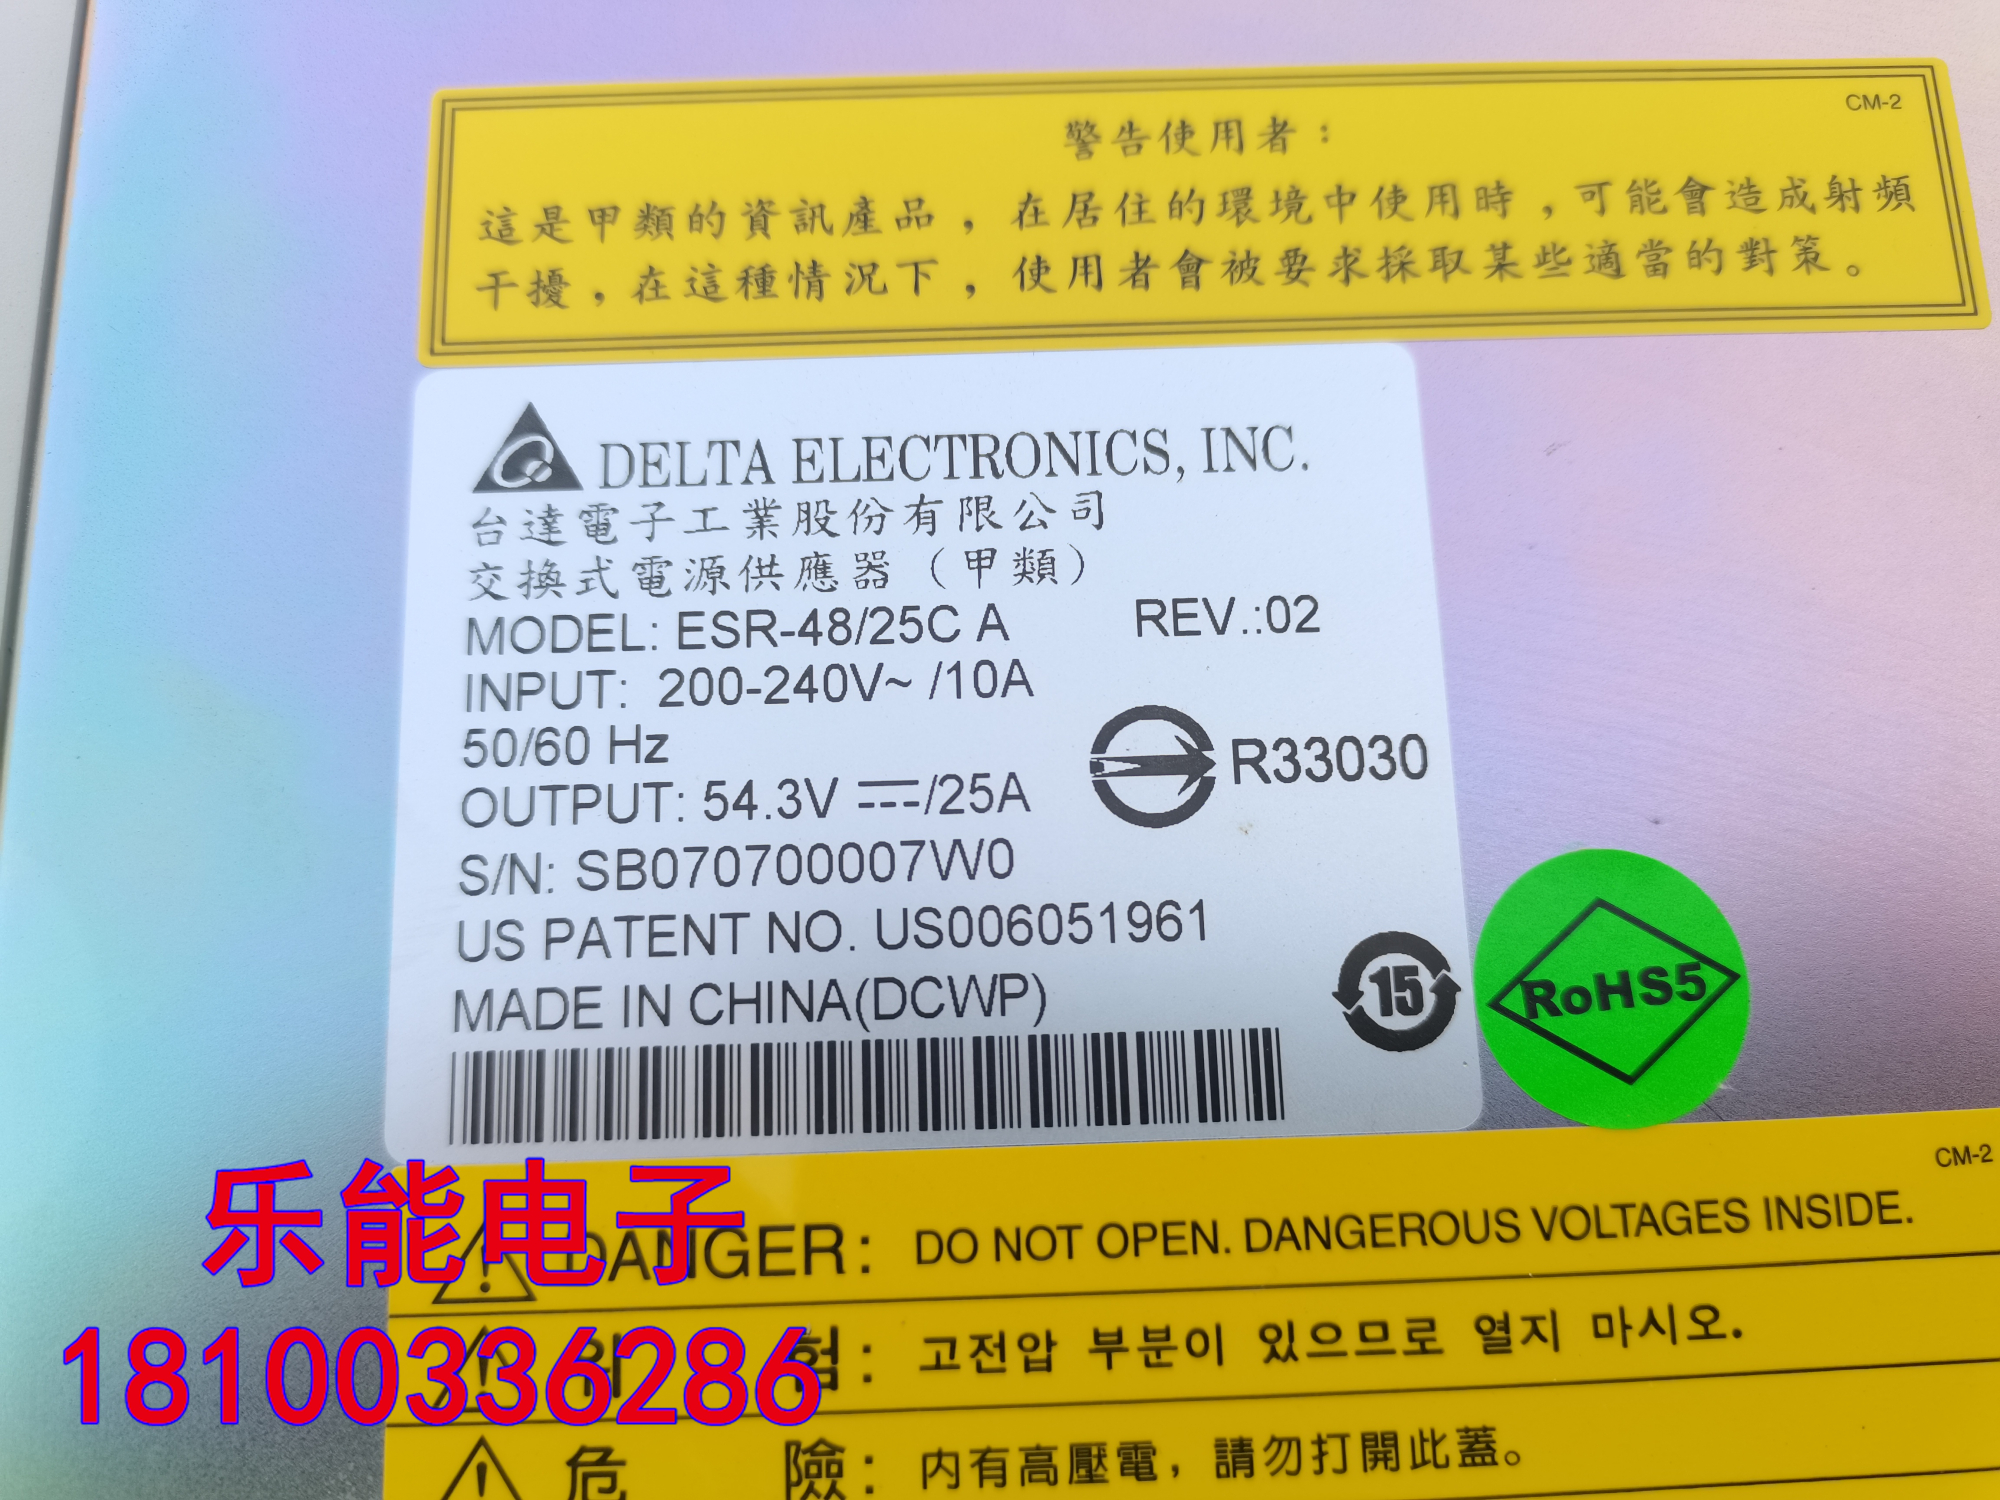 CM-2
警告使用者：
這是甲類的資訊產品，在居住的環境中使用時，可能會造成射頻
干擾，在這種情況下，使用者會被要求採取某些適當的對策。
DELTA ELECTRONICS, INC.
台達電子工業股份有限公司
交換式電源供應器（甲類）
MODEL: ESR-48/25C A REV.:02
INPUT: 200-240V~ /10A
50/60 Hz
R33030
OUTPUT: 54.3V ⎓/25A
S/N: SB070700007W0
US PATENT NO. US006051961
MADE IN CHINA(DCWP)
15
RoHS5
CM-2
乐能电子
DANGER: DO NOT OPEN. DANGEROUS VOLTAGES INSIDE.
18100336286
위 험: 고전압 부분이 있으므로 열지 마시오.
危 險: 內有高壓電，請勿打開此蓋。